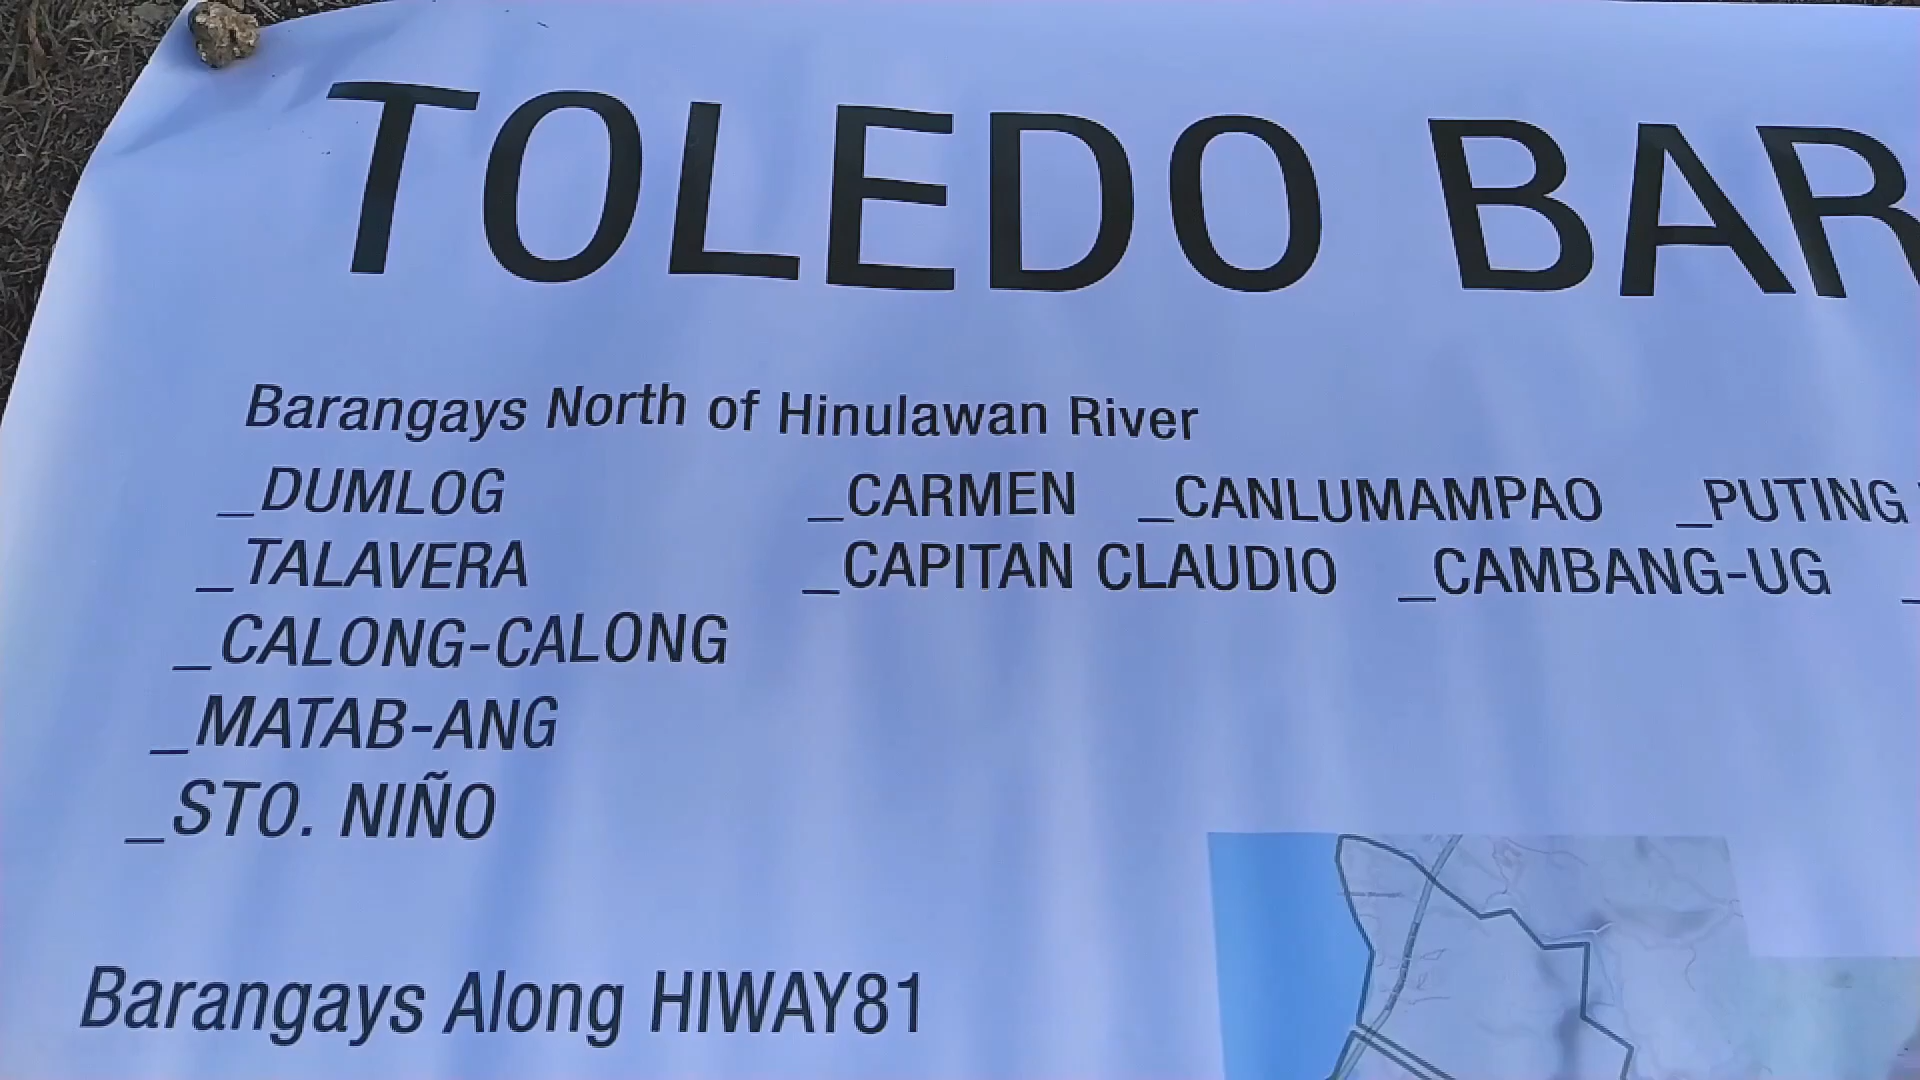 TOLEDO BAR
Barangays North of Hinulawan River
_DUMLOG _CARMEN _CANLUMAMPAO _PUTING
_TALAVERA _CAPITAN CLAUDIO _CAMBANG-UG _
_CALONG-CALONG
_MATAB-ANG
_STO. NIÑO
Barangays Along HIWAY81